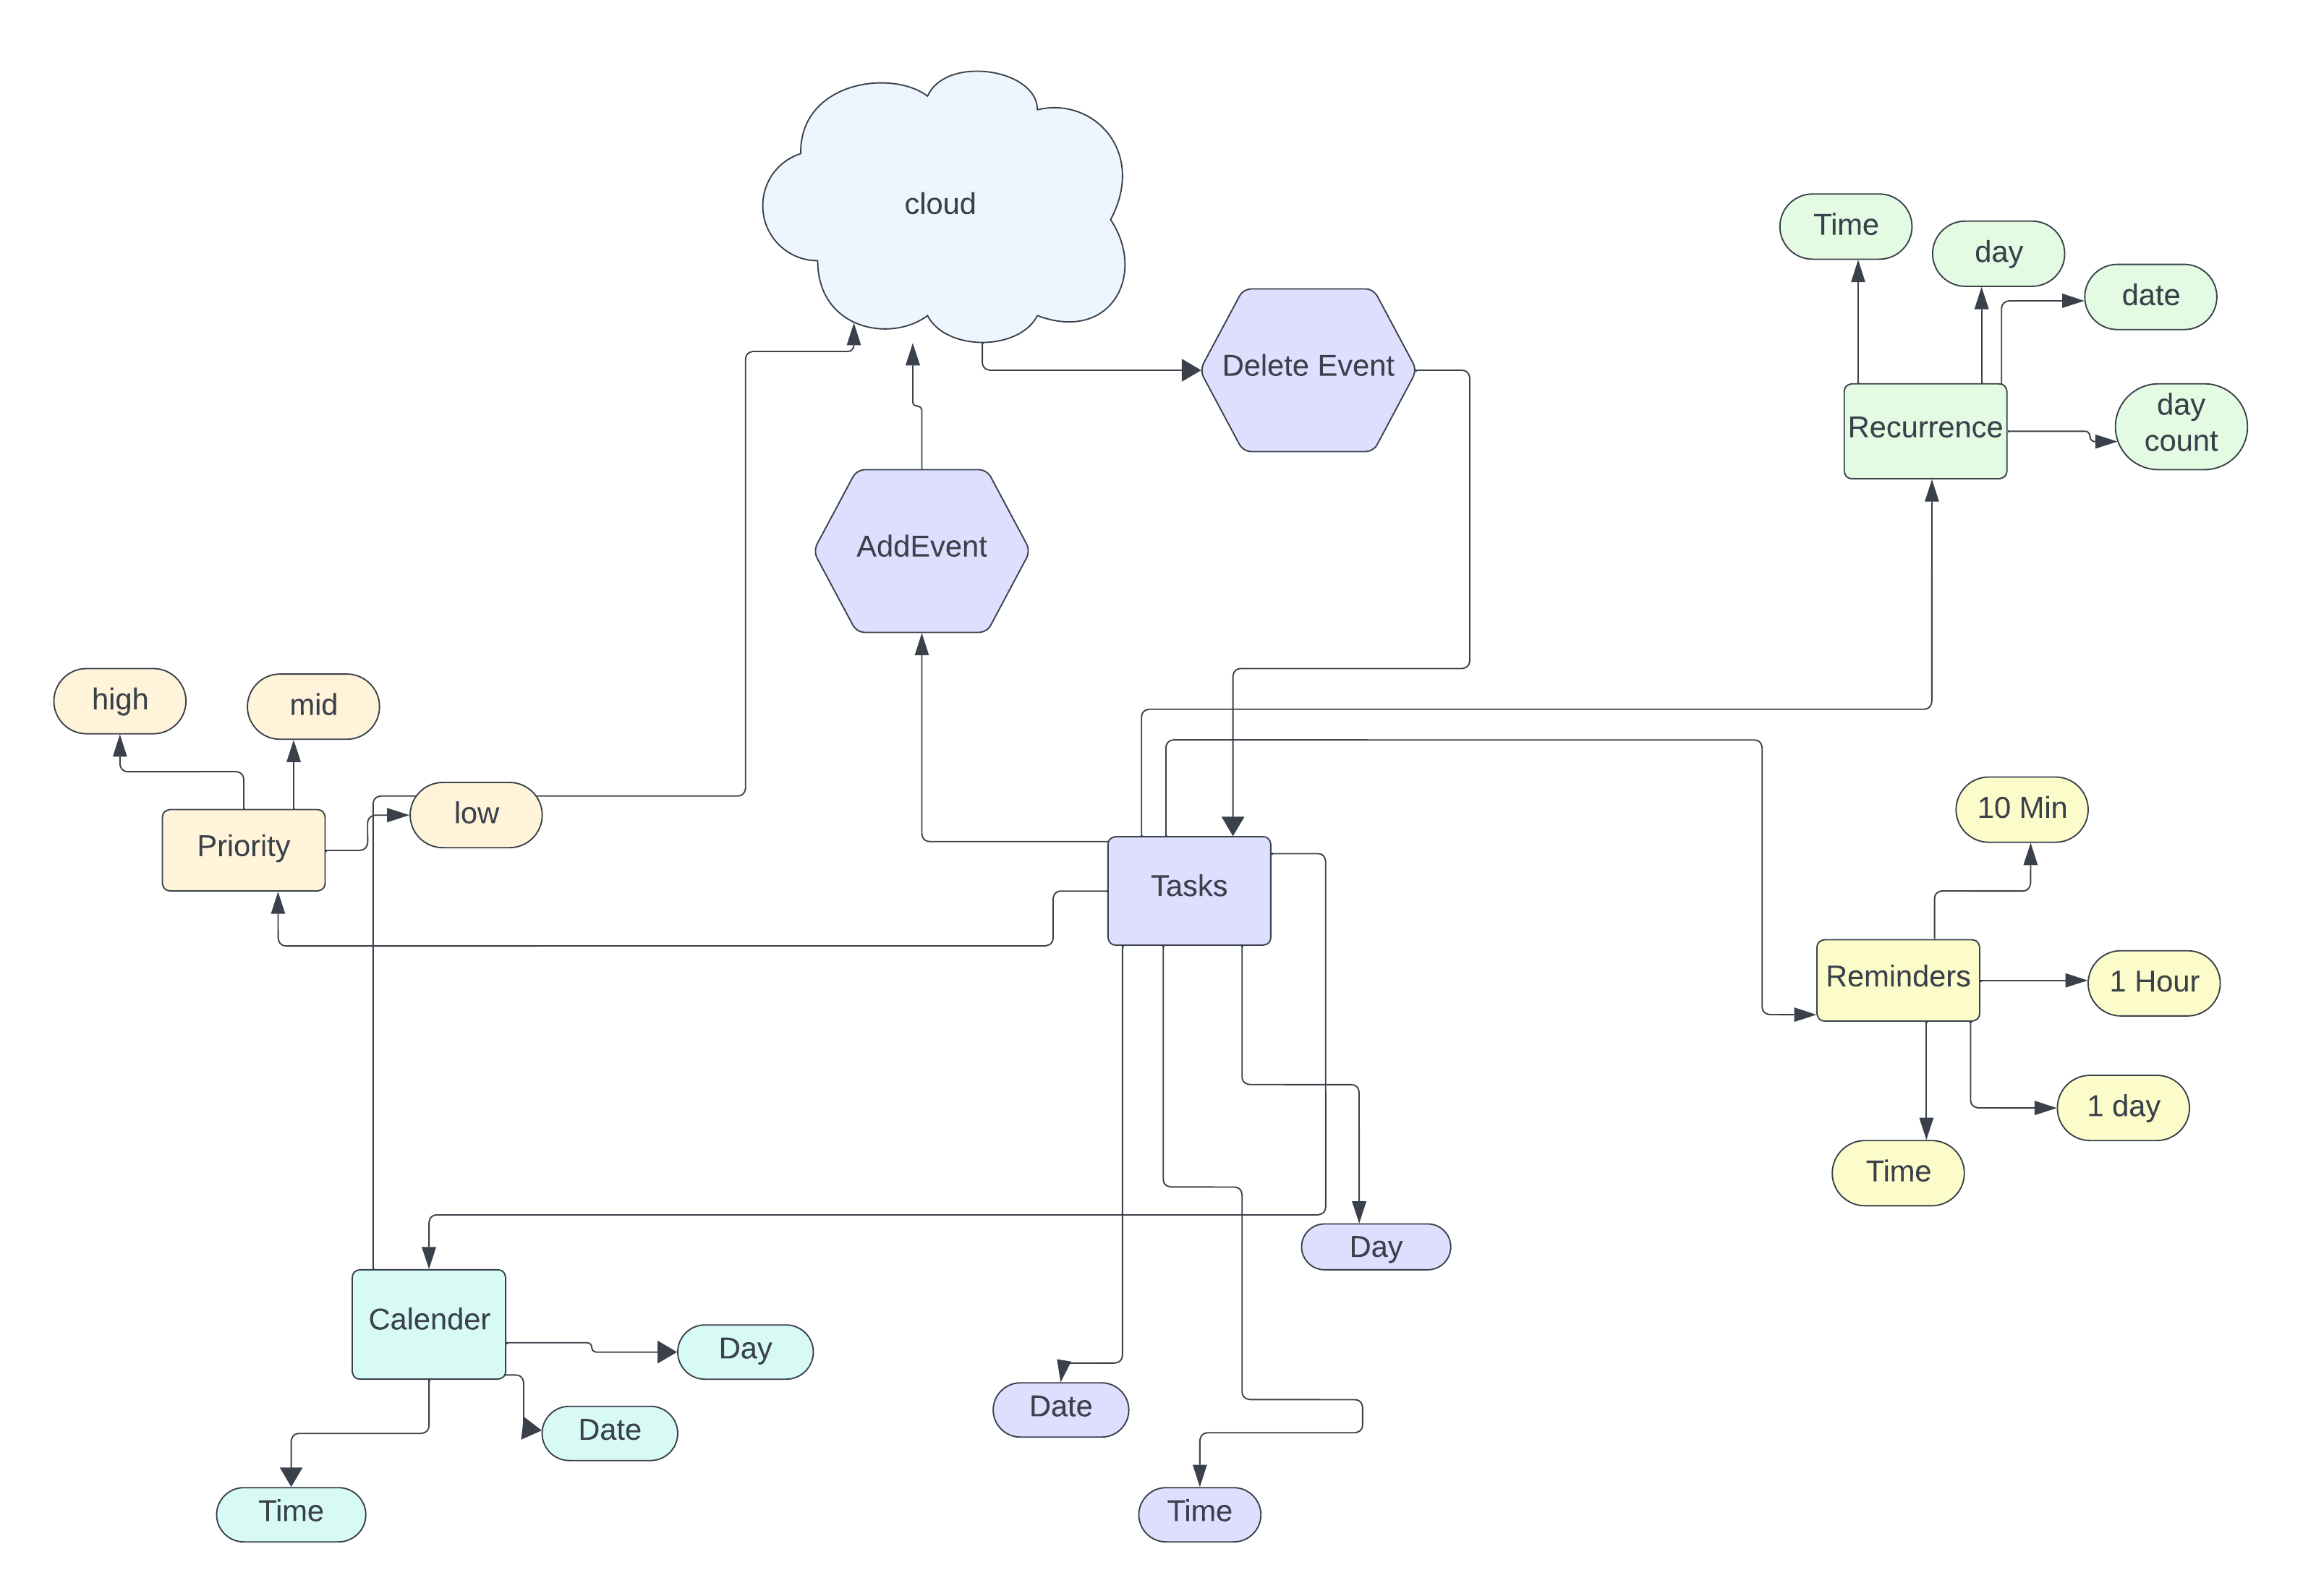 cloud
Time
day
date
Delete Event
day
count
Recurrence
AddEvent
high
mid
low
Priority
10 Min
Tasks
Reminders
1 Hour
1 day
Time
Day
Calender
Day
Date
Date
Time
Time